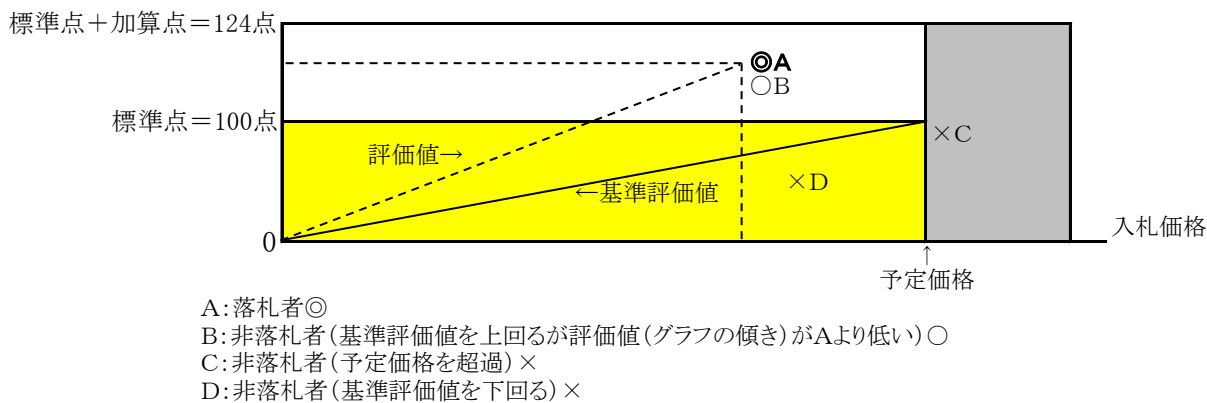 標準点＋加算点＝124点
◎A
○B
標準点＝100点
×C
評価値→
×D
←基準評価値
0
入札価格
↑
予定価格
A：落札者◎
B：非落札者（基準評価値を上回るが評価値（グラフの傾き）がAより低い）○
C：非落札者（予定価格を超過）×
D：非落札者（基準評価値を下回る）×